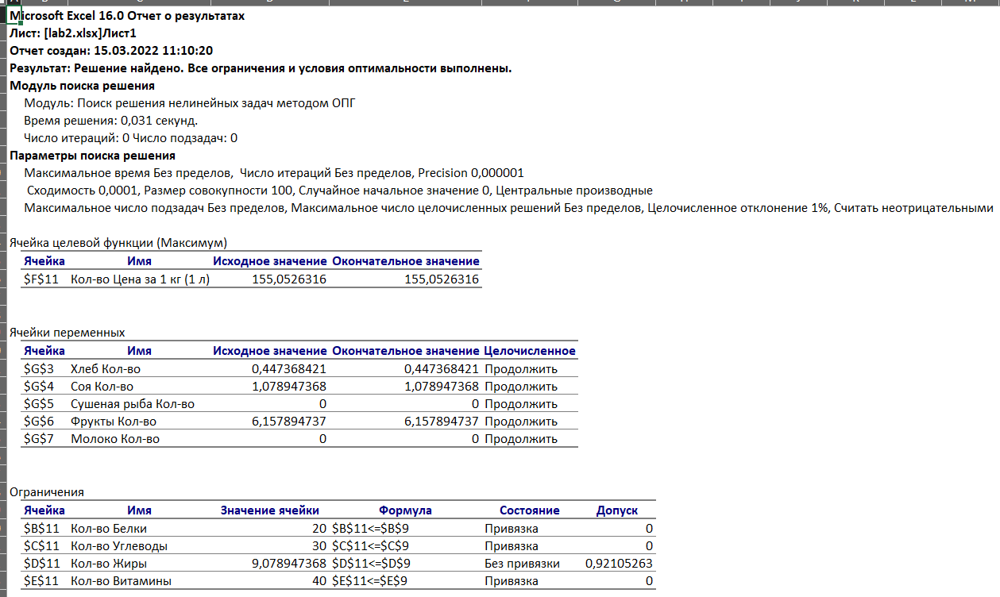 Microsoft Excel 16.0 Отчет о результатах
Лист: [lab2.xlsx]Лист1
Отчет создан: 15.03.2022 11:10:20
Результат: Решение найдено. Все ограничения и условия оптимальности выполнены.
Модуль поиска решения
Модуль: Поиск решения нелинейных задач методом ОПГ
Время решения: 0,031 секунд.
Число итераций: 0 Число подзадач: 0
Параметры поиска решения
Максимальное время Без пределов, Число итераций Без пределов, Precision 0,000001
Сходимость 0,0001, Размер совокупности 100, Случайное начальное значение 0, Центральные производные
Максимальное число подзадач Без пределов, Максимальное число целочисленных решений Без пределов, Целочисленное отклонение 1%, Считать неотрицательными
Ячейка целевой функции (Максимум)
Ячейка Имя Исходное значение Окончательное значение
$F$11 Кол-во Цена за 1 кг (1 л) 155,0526316 155,0526316
Ячейки переменных
Ячейка Имя Исходное значение Окончательное значение Целочисленное
$G$3 Хлеб Кол-во 0,447368421 0,447368421 Продолжить
$G$4 Соя Кол-во 1,078947368 1,078947368 Продолжить
$G$5 Сушеная рыба Кол-во 0 0 Продолжить
$G$6 Фрукты Кол-во 6,157894737 6,157894737 Продолжить
$G$7 Молоко Кол-во 0 0 Продолжить
Ограничения
Ячейка Имя Значение ячейки Формула Состояние Допуск
$B$11 Кол-во Белки 20 $B$11<=$B$9 Привязка 0
$C$11 Кол-во Углеводы 30 $C$11<=$C$9 Привязка 0
$D$11 Кол-во Жиры 9,078947368 $D$11<=$D$9 Без привязки 0,92105263
$E$11 Кол-во Витамины 40 $E$11<=$E$9 Привязка 0